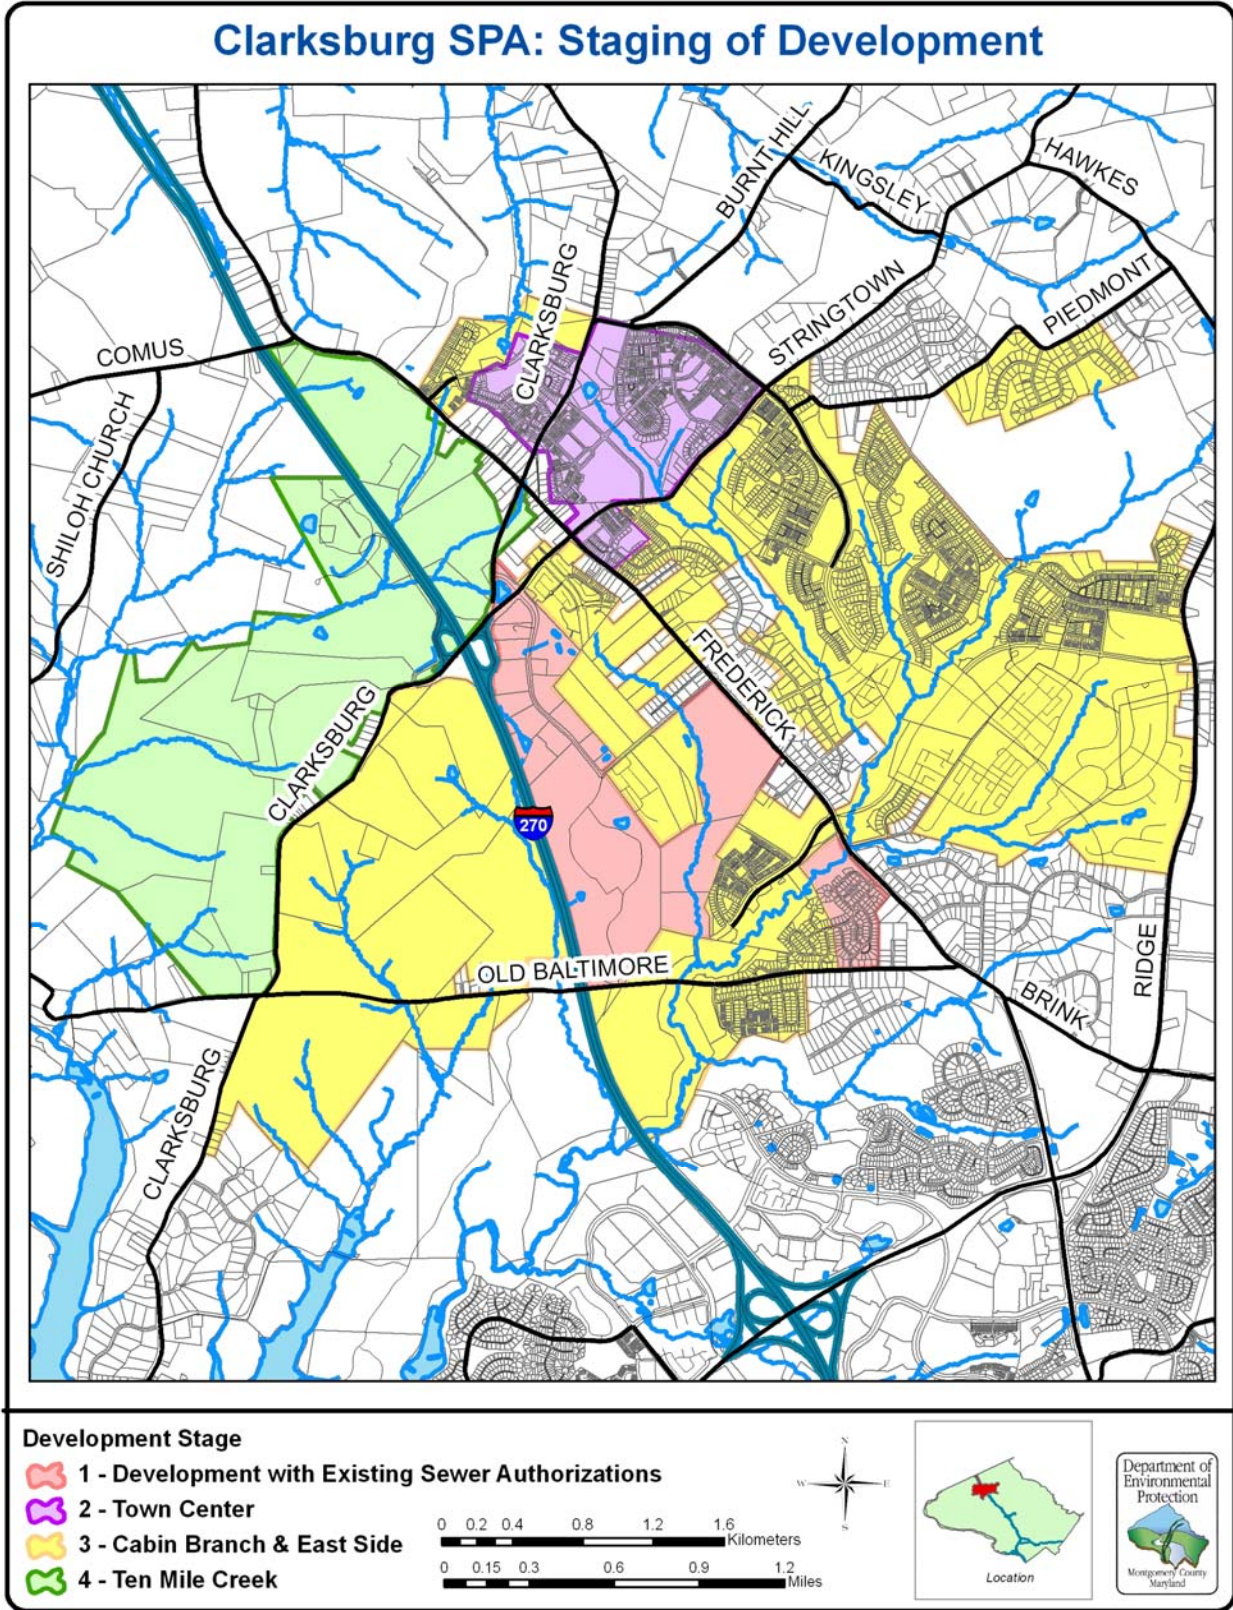 Clarksburg SPA: Staging of Development
BURNT HILL
KINGSLEY
HAWKES
CLARKSBURG
STRINGTOWN
PIEDMONT
COMUS
SHILOH CHURCH
FREDERICK
CLARKSBURG
270
OLD BALTIMORE
RIDGE
BRINK
CLARKSBURG
Development Stage
1 - Development with Existing Sewer Authorizations
2 - Town Center
3 - Cabin Branch & East Side
4 - Ten Mile Creek
0 0.2 0.4 0.8 1.2 1.6
Kilometers
0 0.15 0.3 0.6 0.9 1.2
Miles
N
W E
S
Location
Department of
Environmental
Protection
Montgomery County
Maryland